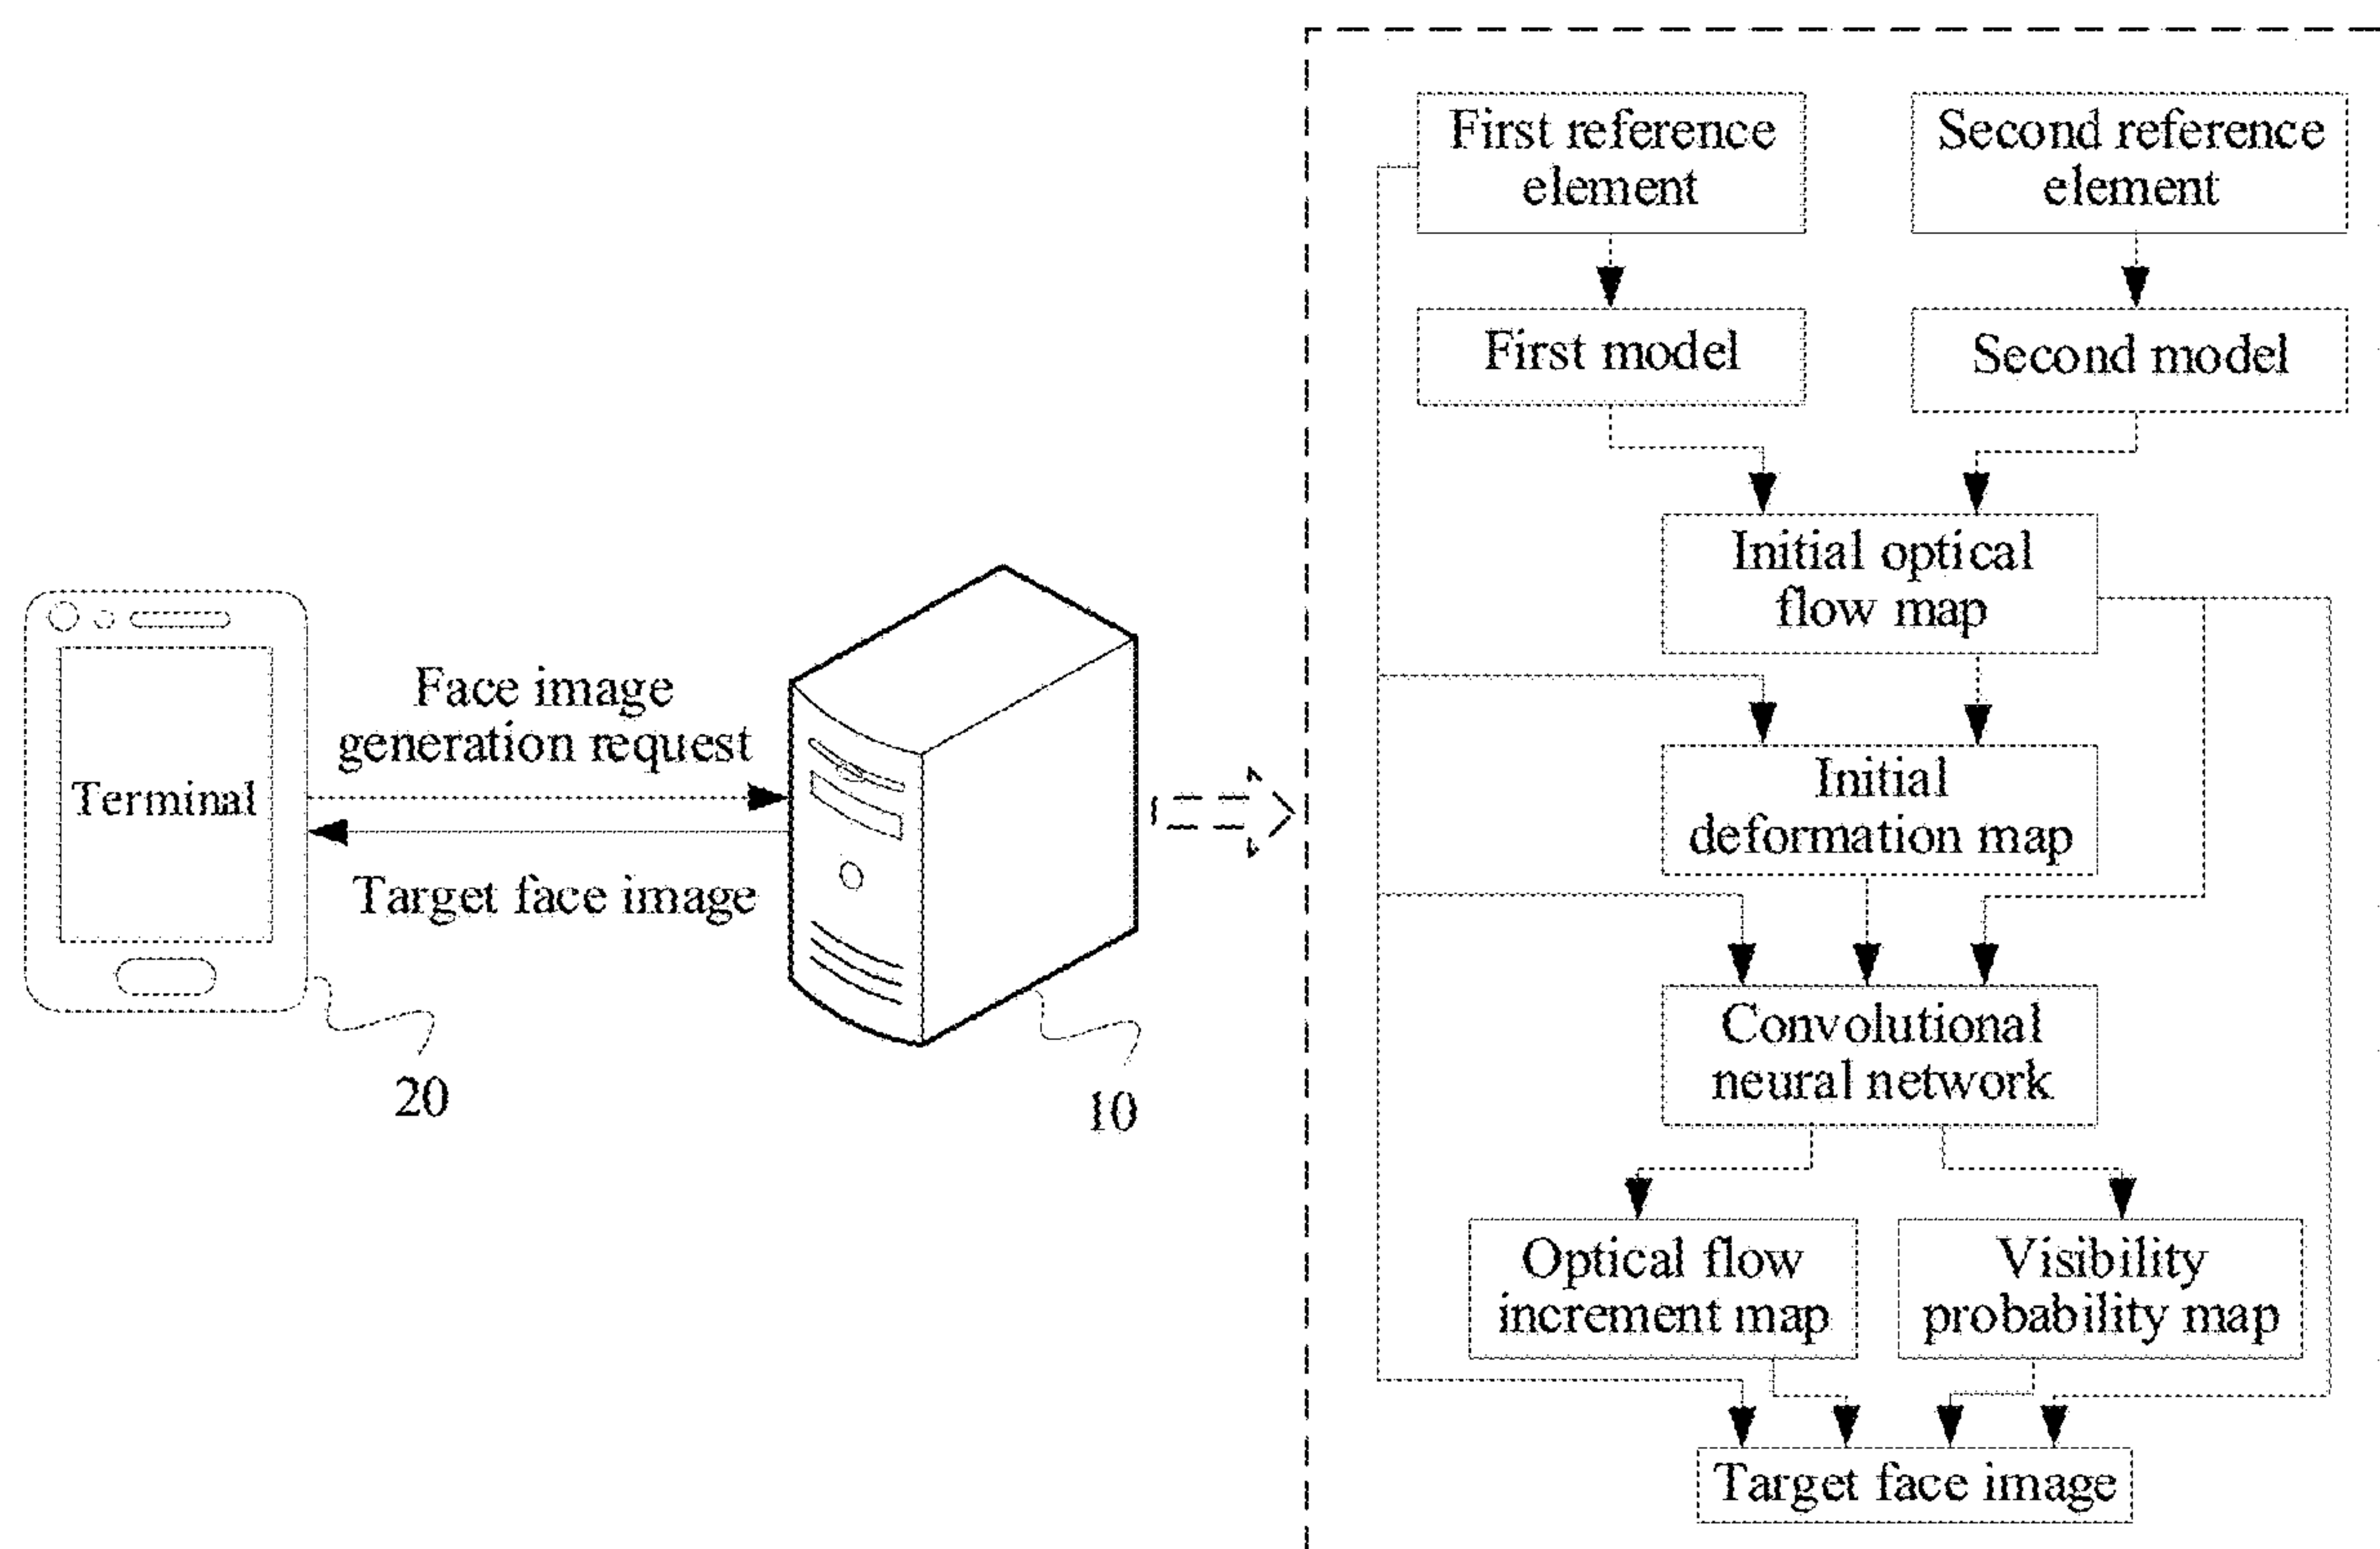 Terminal
Face image
generation request
Target face image
20
10
First reference
element
Second reference
element
First model
Second model
Initial optical
flow map
Initial
deformation map
Convolutional
neural network
Optical flow
increment map
Visibility
probability map
Target face image